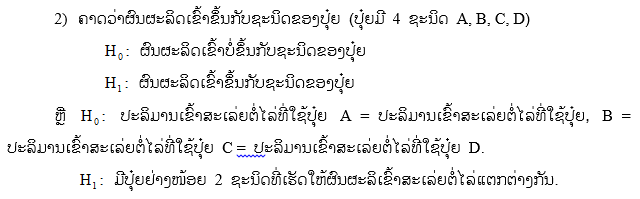 2) ຄາດວ່າຜົນຜະລິດເຂົ້າຂຶ້ນກັບຊະນິດຂອງປຸ໋ຍ (ປຸ໋ຍມີ 4 ຊະນິດ A, B, C, D)
H₀: ຜົນຜະລິດເຂົ້າບໍ່ຂຶ້ນກັບຊະນິດຂອງປຸ໋ຍ
H₁: ຜົນຜະລິດເຂົ້າຂຶ້ນກັບຊະນິດຂອງປຸ໋ຍ
ຫຼື H₀: ປະລິມານເຂົ້າສະເລ່ຍຕໍ່ໄລ່ທີ່ໃຊ້ປຸ໋ຍ A = ປະລິມານເຂົ້າສະເລ່ຍຕໍ່ໄລ່ທີ່ໃຊ້ປຸ໋ຍ, B =
ປະລິມານເຂົ້າສະເລ່ຍຕໍ່ໄລ່ທີ່ໃຊ້ປຸ໋ຍ C = ປະລິມານເຂົ້າສະເລ່ຍຕໍ່ໄລ່ທີ່ໃຊ້ປຸ໋ຍ D.
H₁: ມີປຸ໋ຍຢ່າງໜ້ອຍ 2 ຊະນິດທີ່ເຮັດໃຫ້ຜົນຜະລິເຂົ້າສະເລ່ຍຕໍ່ໄລ່ແຕກຕ່າງກັນ.